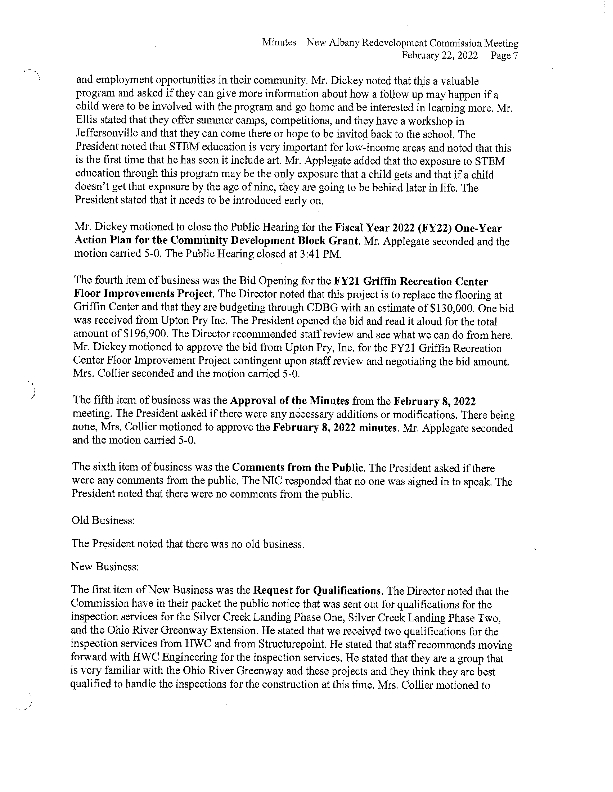 Minutes – New Albany Redevelopment Commission Meeting
February 22, 2022 – Page 7
and employment opportunities in their community. Mr. Dickey noted that this a valuable
program and asked if they can give more information about how a follow up may happen if a
child were to be involved with the program and go home and be interested in learning more. Mr.
Ellis stated that they offer summer camps, competitions, and they have a workshop in
Jeffersonville and that they can come there or hope to be invited back to the school. The
President noted that STEM education is very important for low-income areas and noted that this
is the first time that he has seen it include art. Mr. Applegate added that the exposure to STEM
education through this program may be the only exposure that a child gets and that if a child
doesn't get that exposure by the age of nine, they are going to be behind later in life. The
President stated that it needs to be introduced early on.
Mr. Dickey motioned to close the Public Hearing for the Fiscal Year 2022 (FY22) One-Year
Action Plan for the Community Development Block Grant. Mr. Applegate seconded and the
motion carried 5-0. The Public Hearing closed at 3:41 PM.
The fourth item of business was the Bid Opening for the FY21 Griffin Recreation Center
Floor Improvements Project. The Director noted that this project is to replace the flooring at
Griffin Center and that they are budgeting through CDBG with an estimate of $130,000. One bid
was received from Upton Pry Inc. The President opened the bid and read it aloud for the total
amount of $196,900. The Director recommended staff review and see what we can do from here.
Mr. Dickey motioned to approve the bid from Upton Pry, Inc. for the FY21 Griffin Recreation
Center Floor Improvement Project contingent upon staff review and negotiating the bid amount.
Mrs. Collier seconded and the motion carried 5-0.
The fifth item of business was the Approval of the Minutes from the February 8, 2022
meeting. The President asked if there were any necessary additions or modifications. There being
none, Mrs. Collier motioned to approve the February 8, 2022 minutes. Mr. Applegate seconded
and the motion carried 5-0.
The sixth item of business was the Comments from the Public. The President asked if there
were any comments from the public. The NIC responded that no one was signed in to speak. The
President noted that there were no comments from the public.
Old Business:
The President noted that there was no old business.
New Business:
The first item of New Business was the Request for Qualifications. The Director noted that the
Commission have in their packet the public notice that was sent out for qualifications for the
inspection services for the Silver Creek Landing Phase One, Silver Creek Landing Phase Two,
and the Ohio River Greenway Extension. He stated that we received two qualifications for the
inspection services from HWC and from Structurepoint. He stated that staff recommends moving
forward with HWC Engineering for the inspection services. He stated that they are a group that
is very familiar with the Ohio River Greenway and these projects and they think they are best
qualified to handle the inspections for the construction at this time. Mrs. Collier motioned to